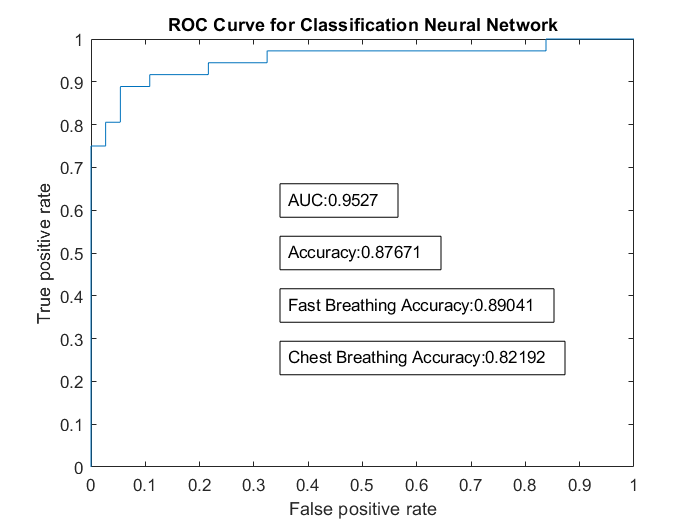 ROC Curve for Classification Neural Network
1
0.9
0.8
0.7
0.6
0.5
0.4
0.3
0.2
0.1
0
True positive rate
AUC:0.9527
Accuracy:0.87671
Fast Breathing Accuracy:0.89041
Chest Breathing Accuracy:0.82192
0 0.1 0.2 0.3 0.4 0.5 0.6 0.7 0.8 0.9 1
False positive rate